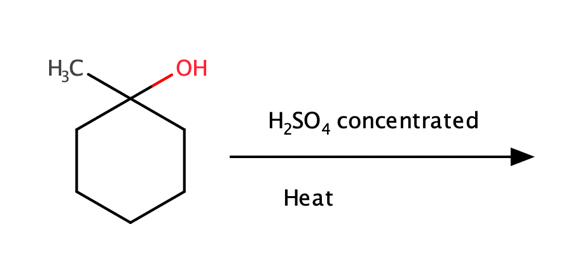 H₃C
OH
H₂SO₄ concentrated
Heat